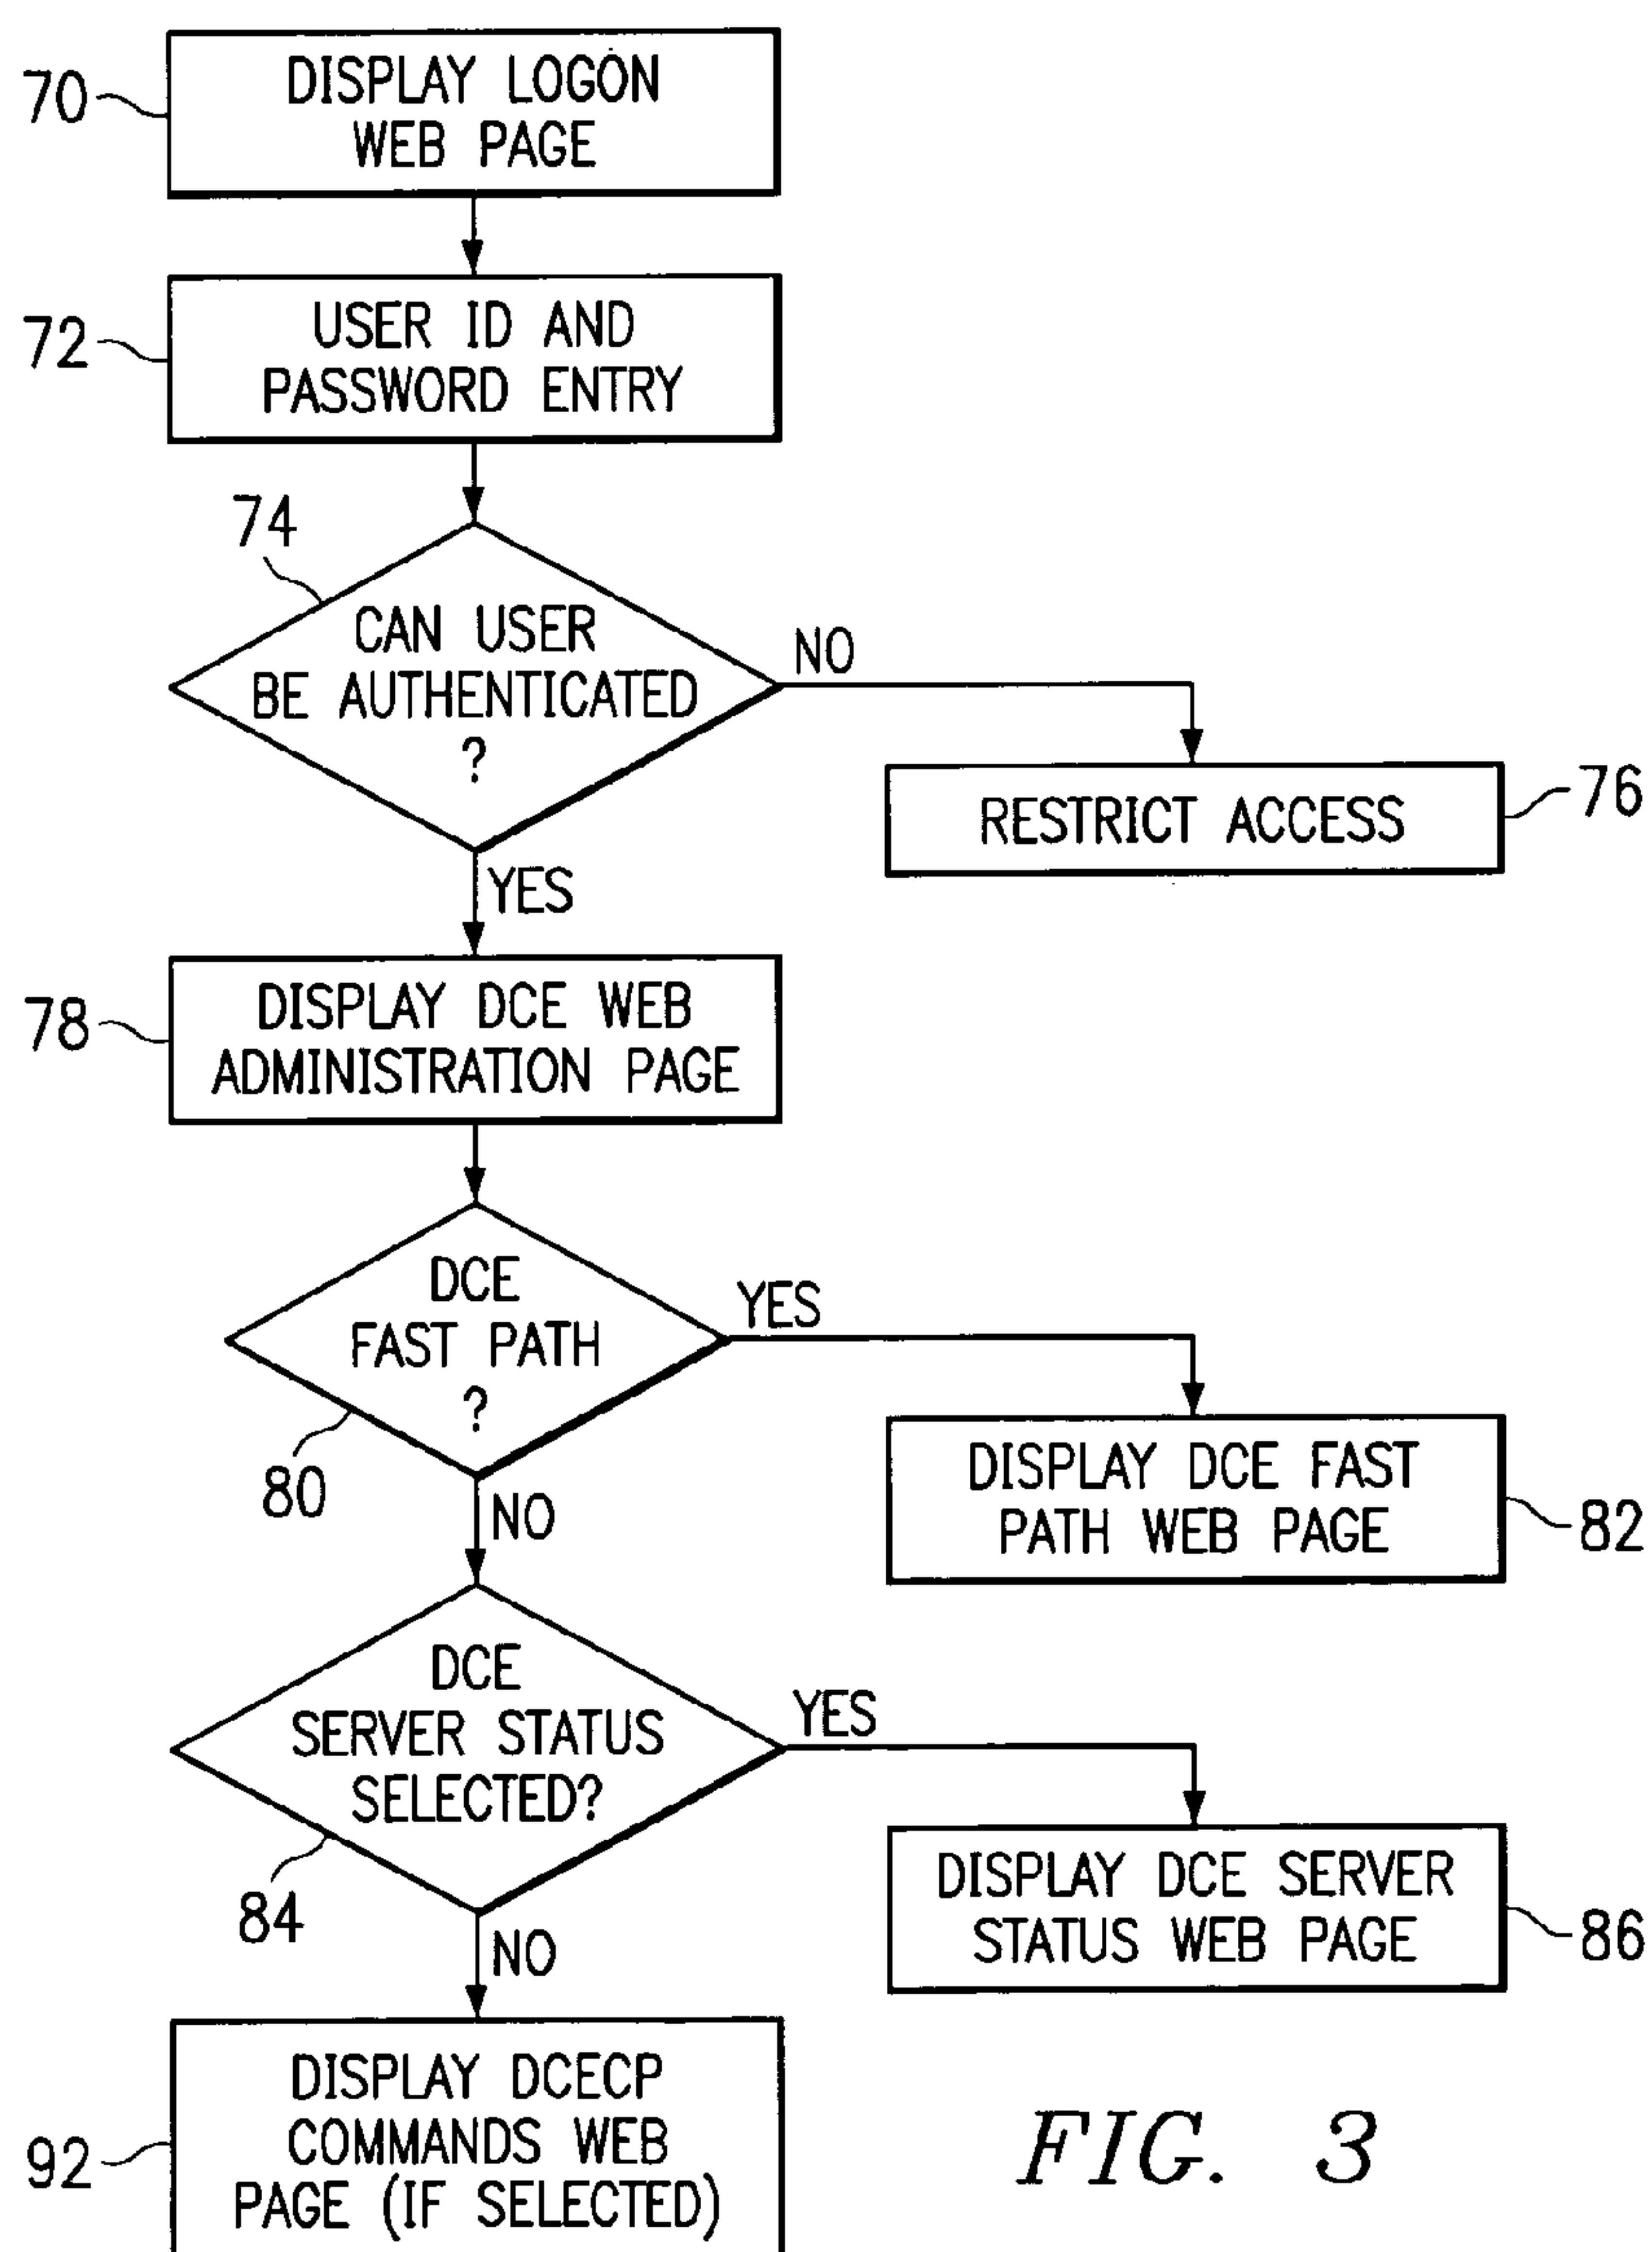 70
DISPLAY LOGON
WEB PAGE
72
USER ID AND
PASSWORD ENTRY
74
CAN USER
BE AUTHENTICATED
?
NO
RESTRICT ACCESS
76
YES
78
DISPLAY DCE WEB
ADMINISTRATION PAGE
DCE
FAST PATH
?
YES
80
NO
DISPLAY DCE FAST
PATH WEB PAGE
82
DCE
SERVER STATUS
SELECTED?
YES
84
NO
DISPLAY DCE SERVER
STATUS WEB PAGE
86
92
DISPLAY DCECP
COMMANDS WEB
PAGE (IF SELECTED)
FIG. 3